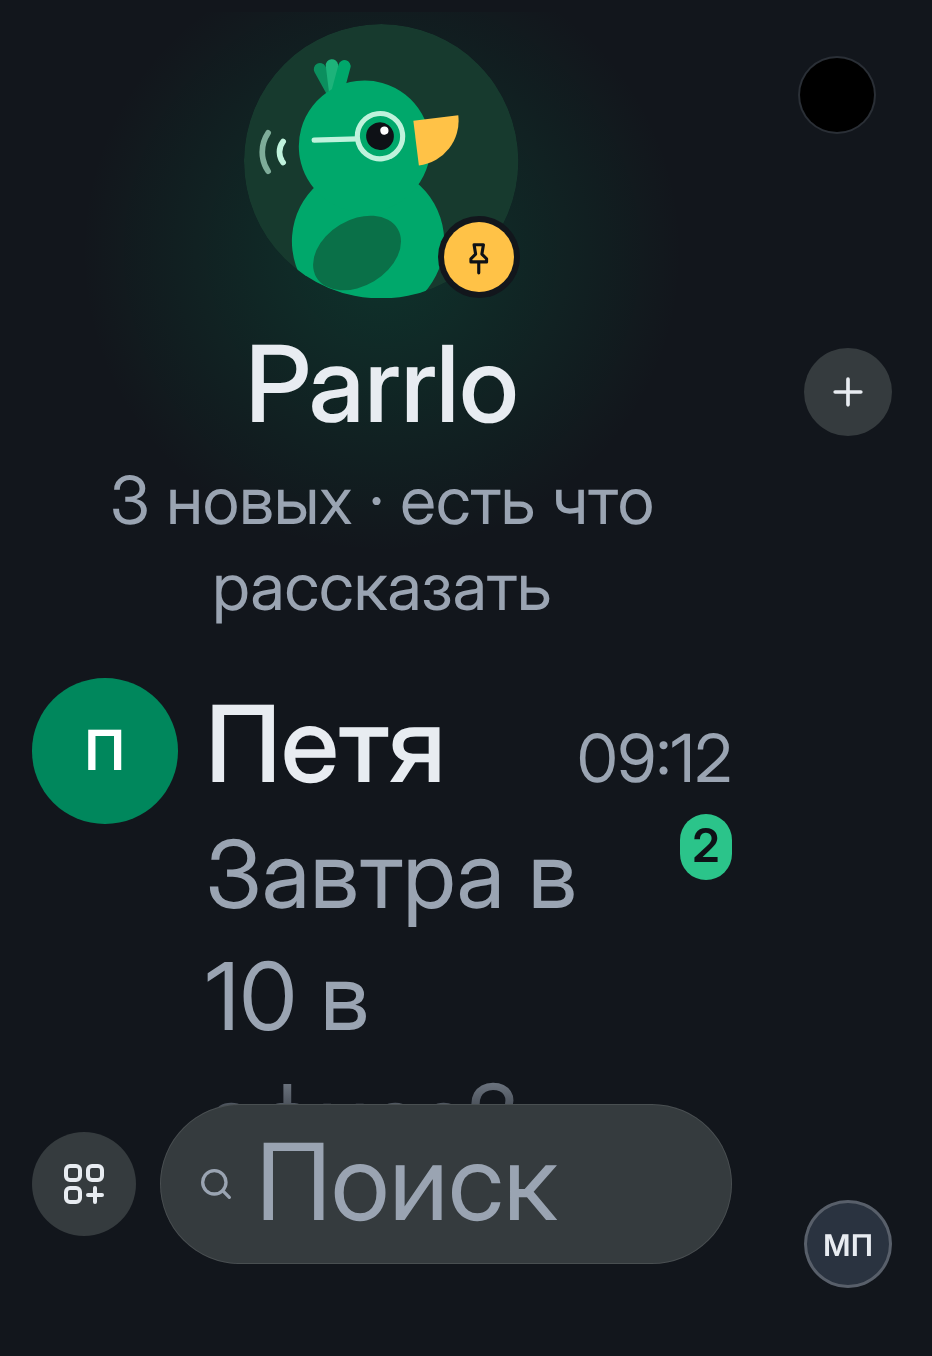 Parrlo
3 новых · есть что
рассказать
П
Петя
09:12
Завтра в
2
10 в
Поиск
МП